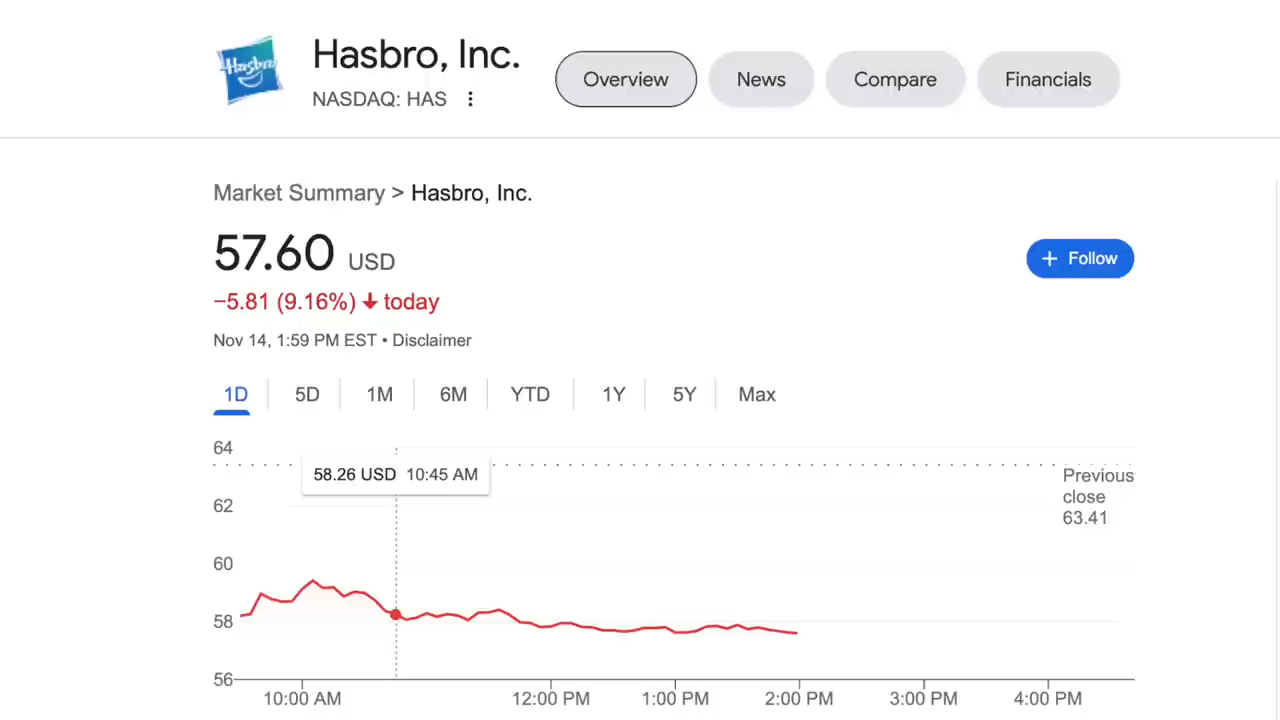 Hasbro
Hasbro, Inc.
NASDAQ: HAS
Overview
News
Compare
Financials
Market Summary > Hasbro, Inc.
57.60 USD
+ Follow
−5.81 (9.16%) ↓ today
Nov 14, 1:59 PM EST • Disclaimer
1D
5D
1M
6M
YTD
1Y
5Y
Max
64
58.26 USD 10:45 AM
Previous
close
63.41
62
60
58
56
10:00 AM
12:00 PM
1:00 PM
2:00 PM
3:00 PM
4:00 PM